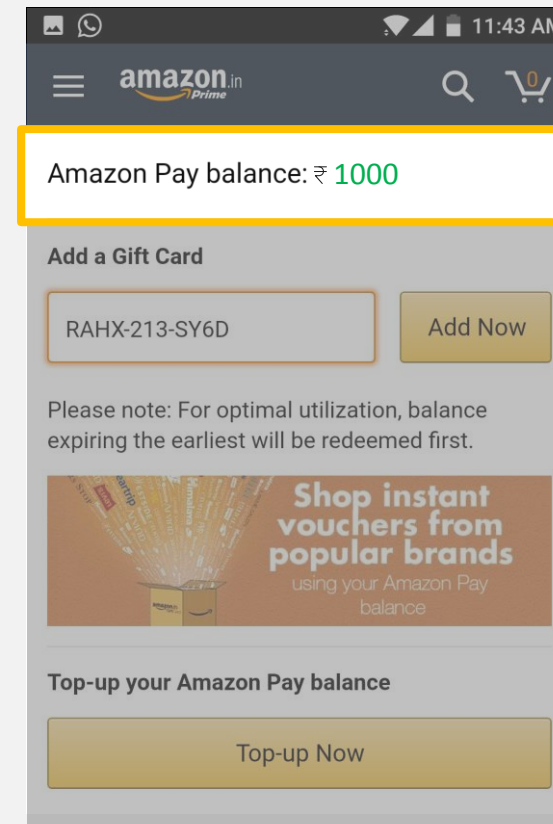 11:43 AM
amazon.in
Prime
0
Amazon Pay balance: ₹ 1000
Add a Gift Card
RAHX-213-SY6D
Add Now
Please note: For optimal utilization, balance
expiring the earliest will be redeemed first.
Shop instant
vouchers from
popular brands
using your Amazon Pay
balance
Top-up your Amazon Pay balance
Top-up Now